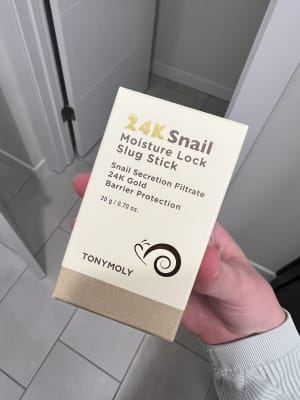 24K Snail
Moisture Lock
Slug Stick
Snail Secretion Filtrate
24K Gold
Barrier Protection
20 g / 0.70 oz.
TONYMOLY